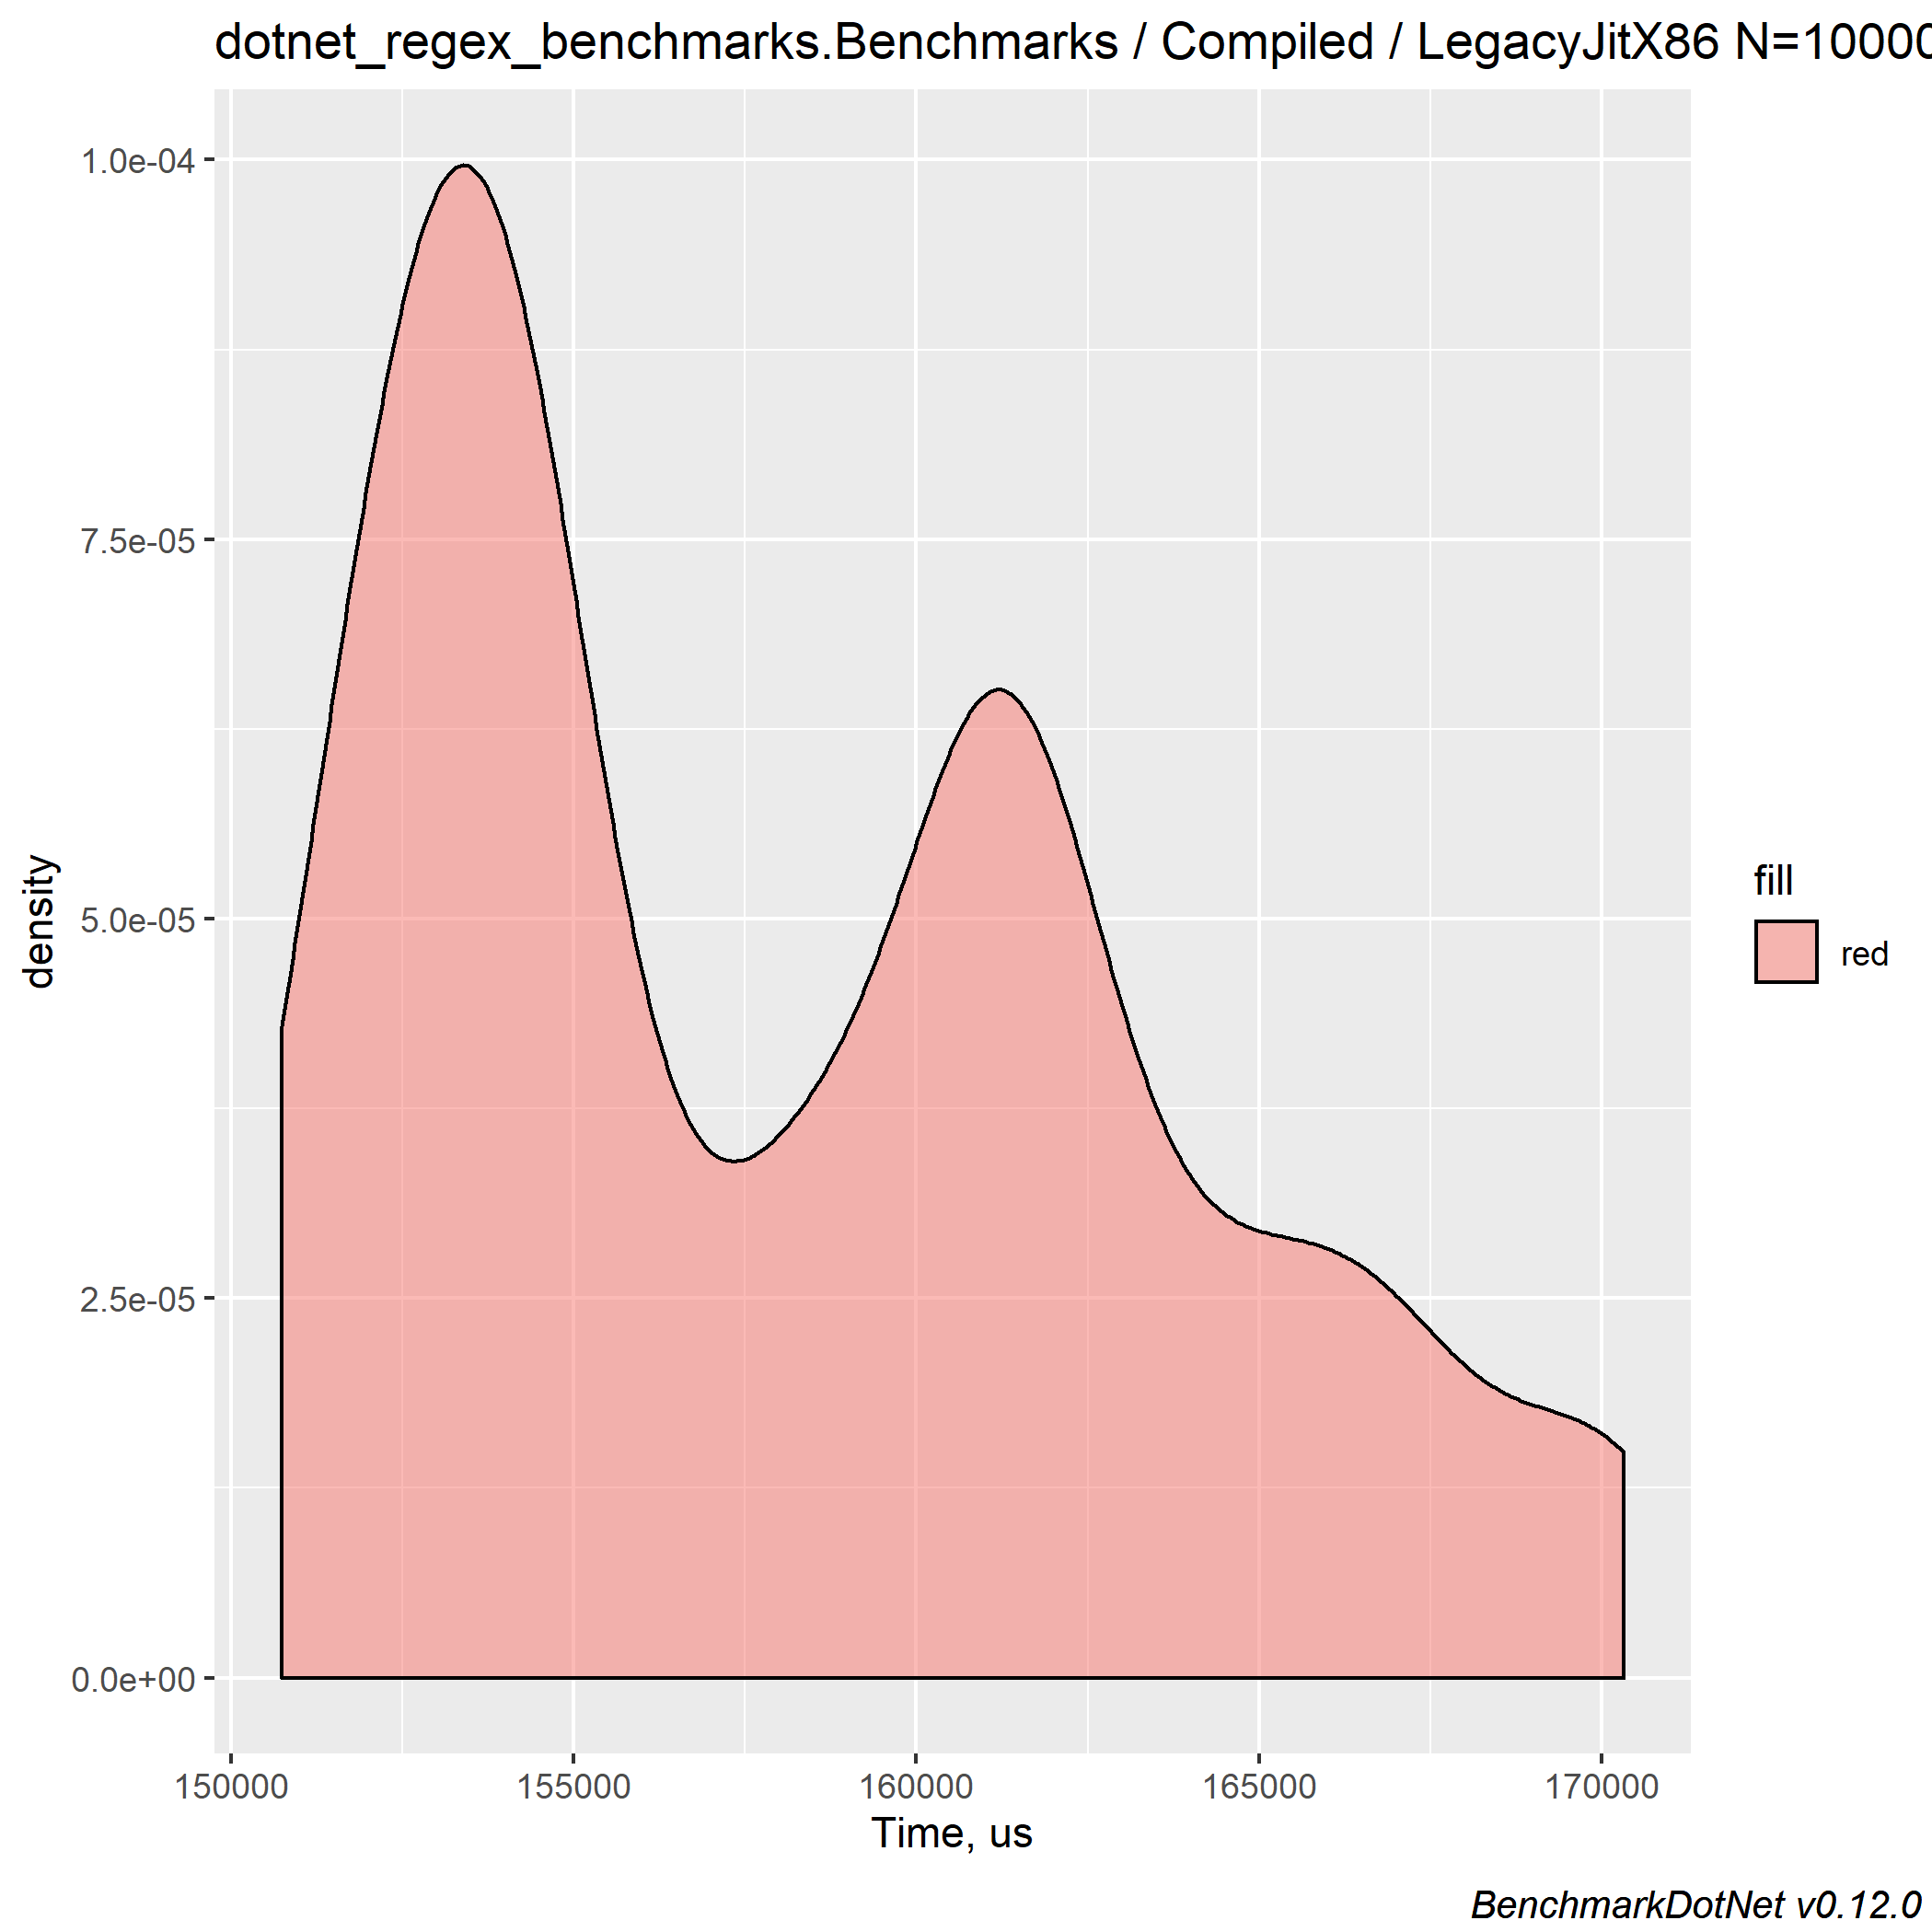 dotnet_regex_benchmarks.Benchmarks / Compiled / LegacyJitX86 N=10000
1.0e-04
7.5e-05
5.0e-05
2.5e-05
0.0e+00
density
150000 155000 160000 165000 170000
Time, us
fill
red
BenchmarkDotNet v0.12.0